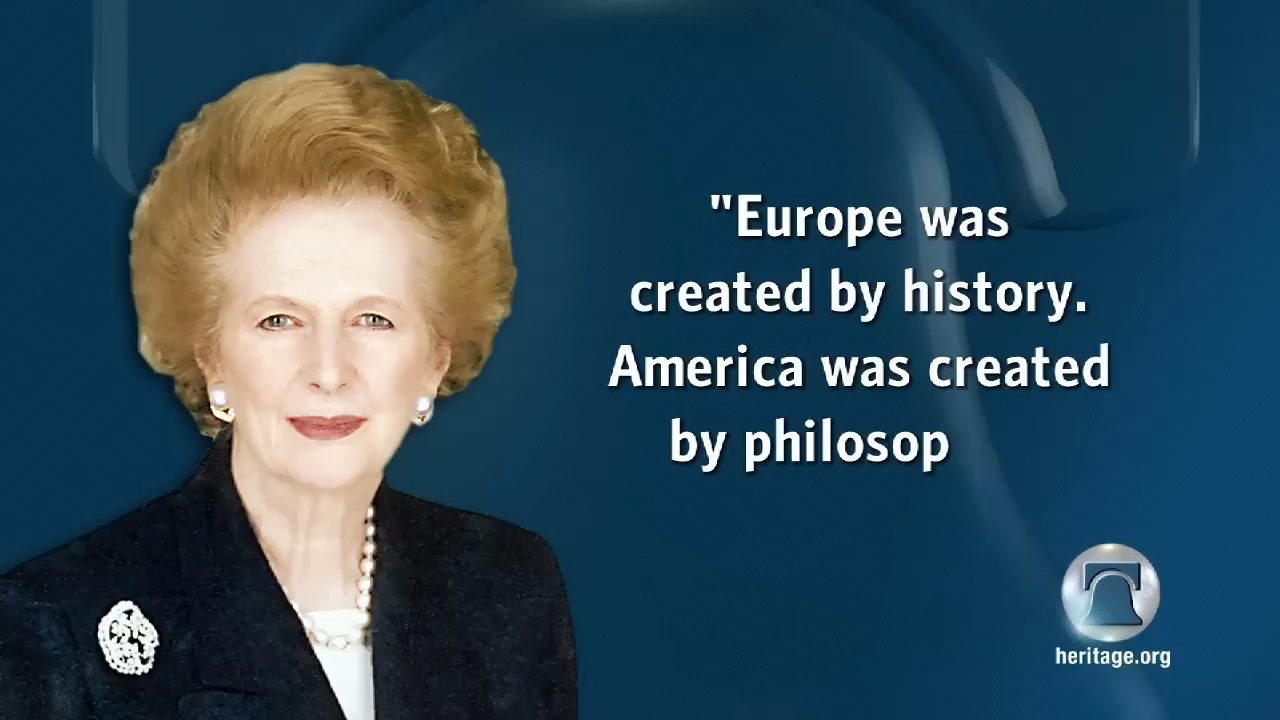 "Europe was
created by history.
America was created
by philosop
heritage.org